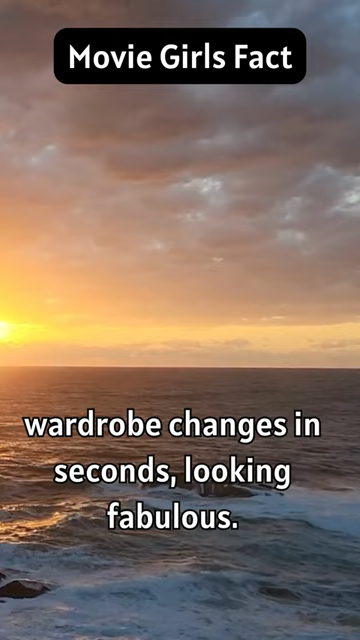 Movie Girls Fact
wardrobe changes in
seconds, looking
fabulous.